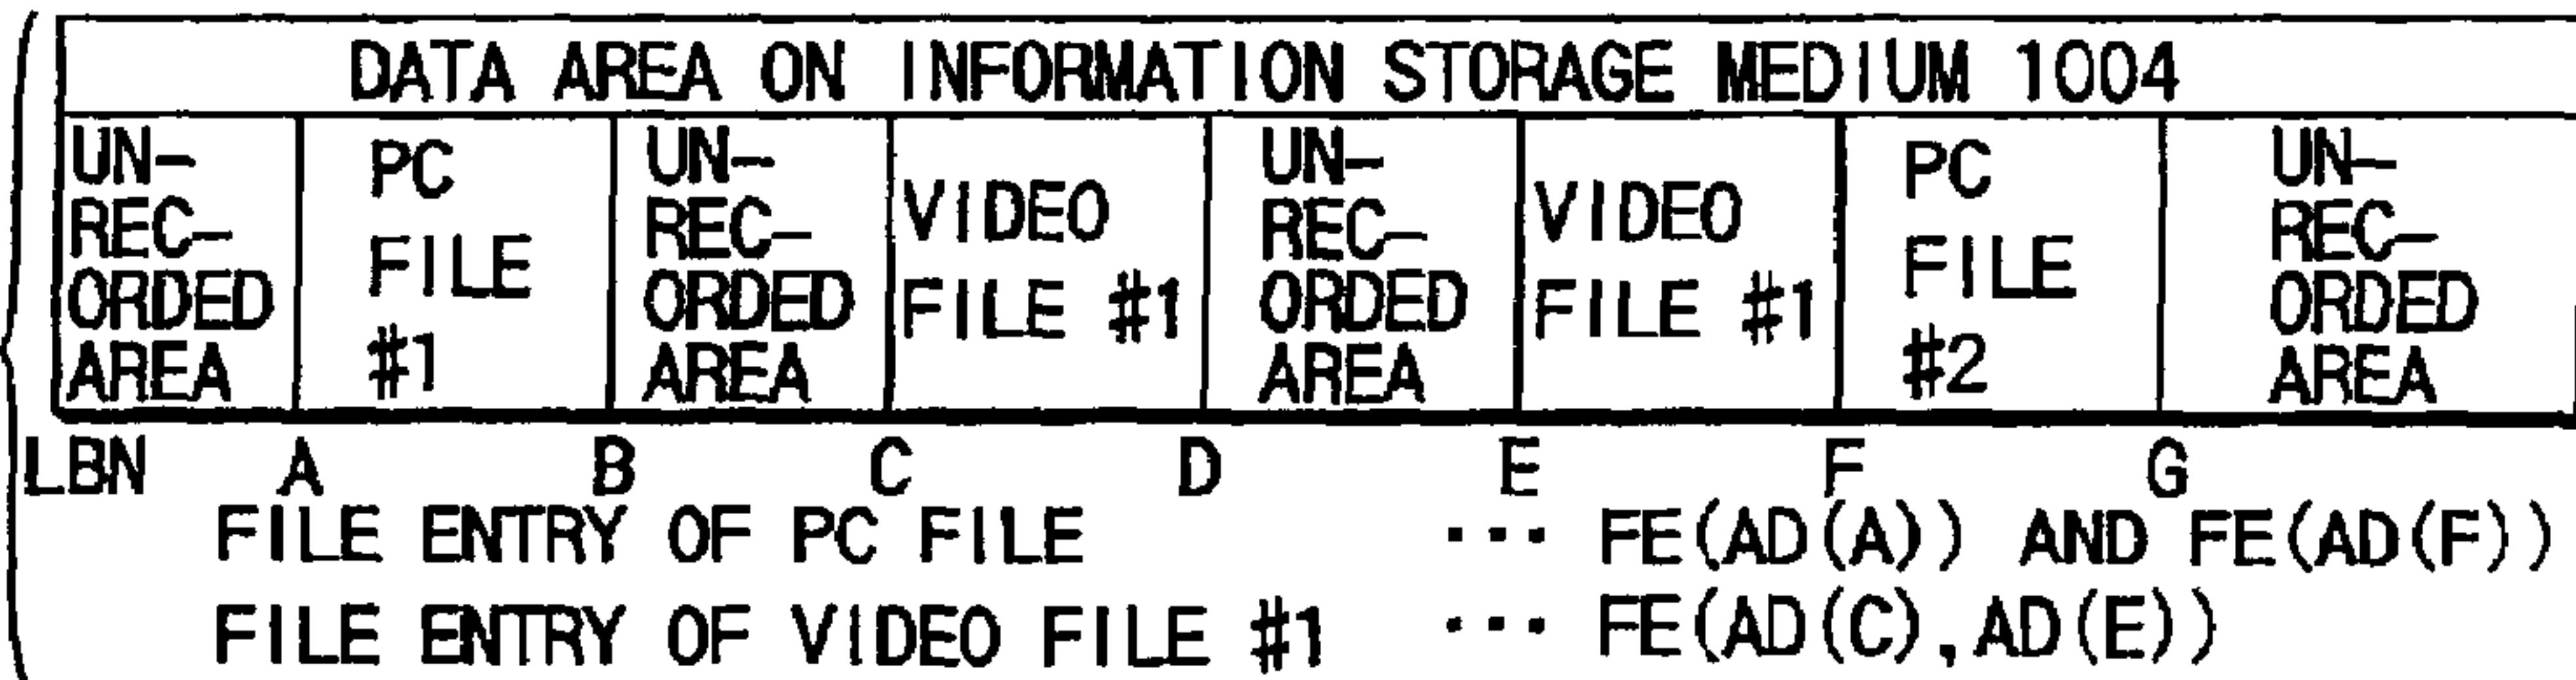 DATA AREA ON INFORMATION STORAGE MEDIUM 1004
UN-
REC-
ORDED
AREA
PC
FILE
#1
UN-
REC-
ORDED
AREA
VIDEO
FILE #1
UN-
REC-
ORDED
AREA
VIDEO
FILE #1
PC
FILE
#2
UN-
REC-
ORDED
AREA
LBN A B C D E F G
FILE ENTRY OF PC FILE ··· FE(AD(A)) AND FE(AD(F))
FILE ENTRY OF VIDEO FILE #1 ··· FE(AD(C),AD(E))